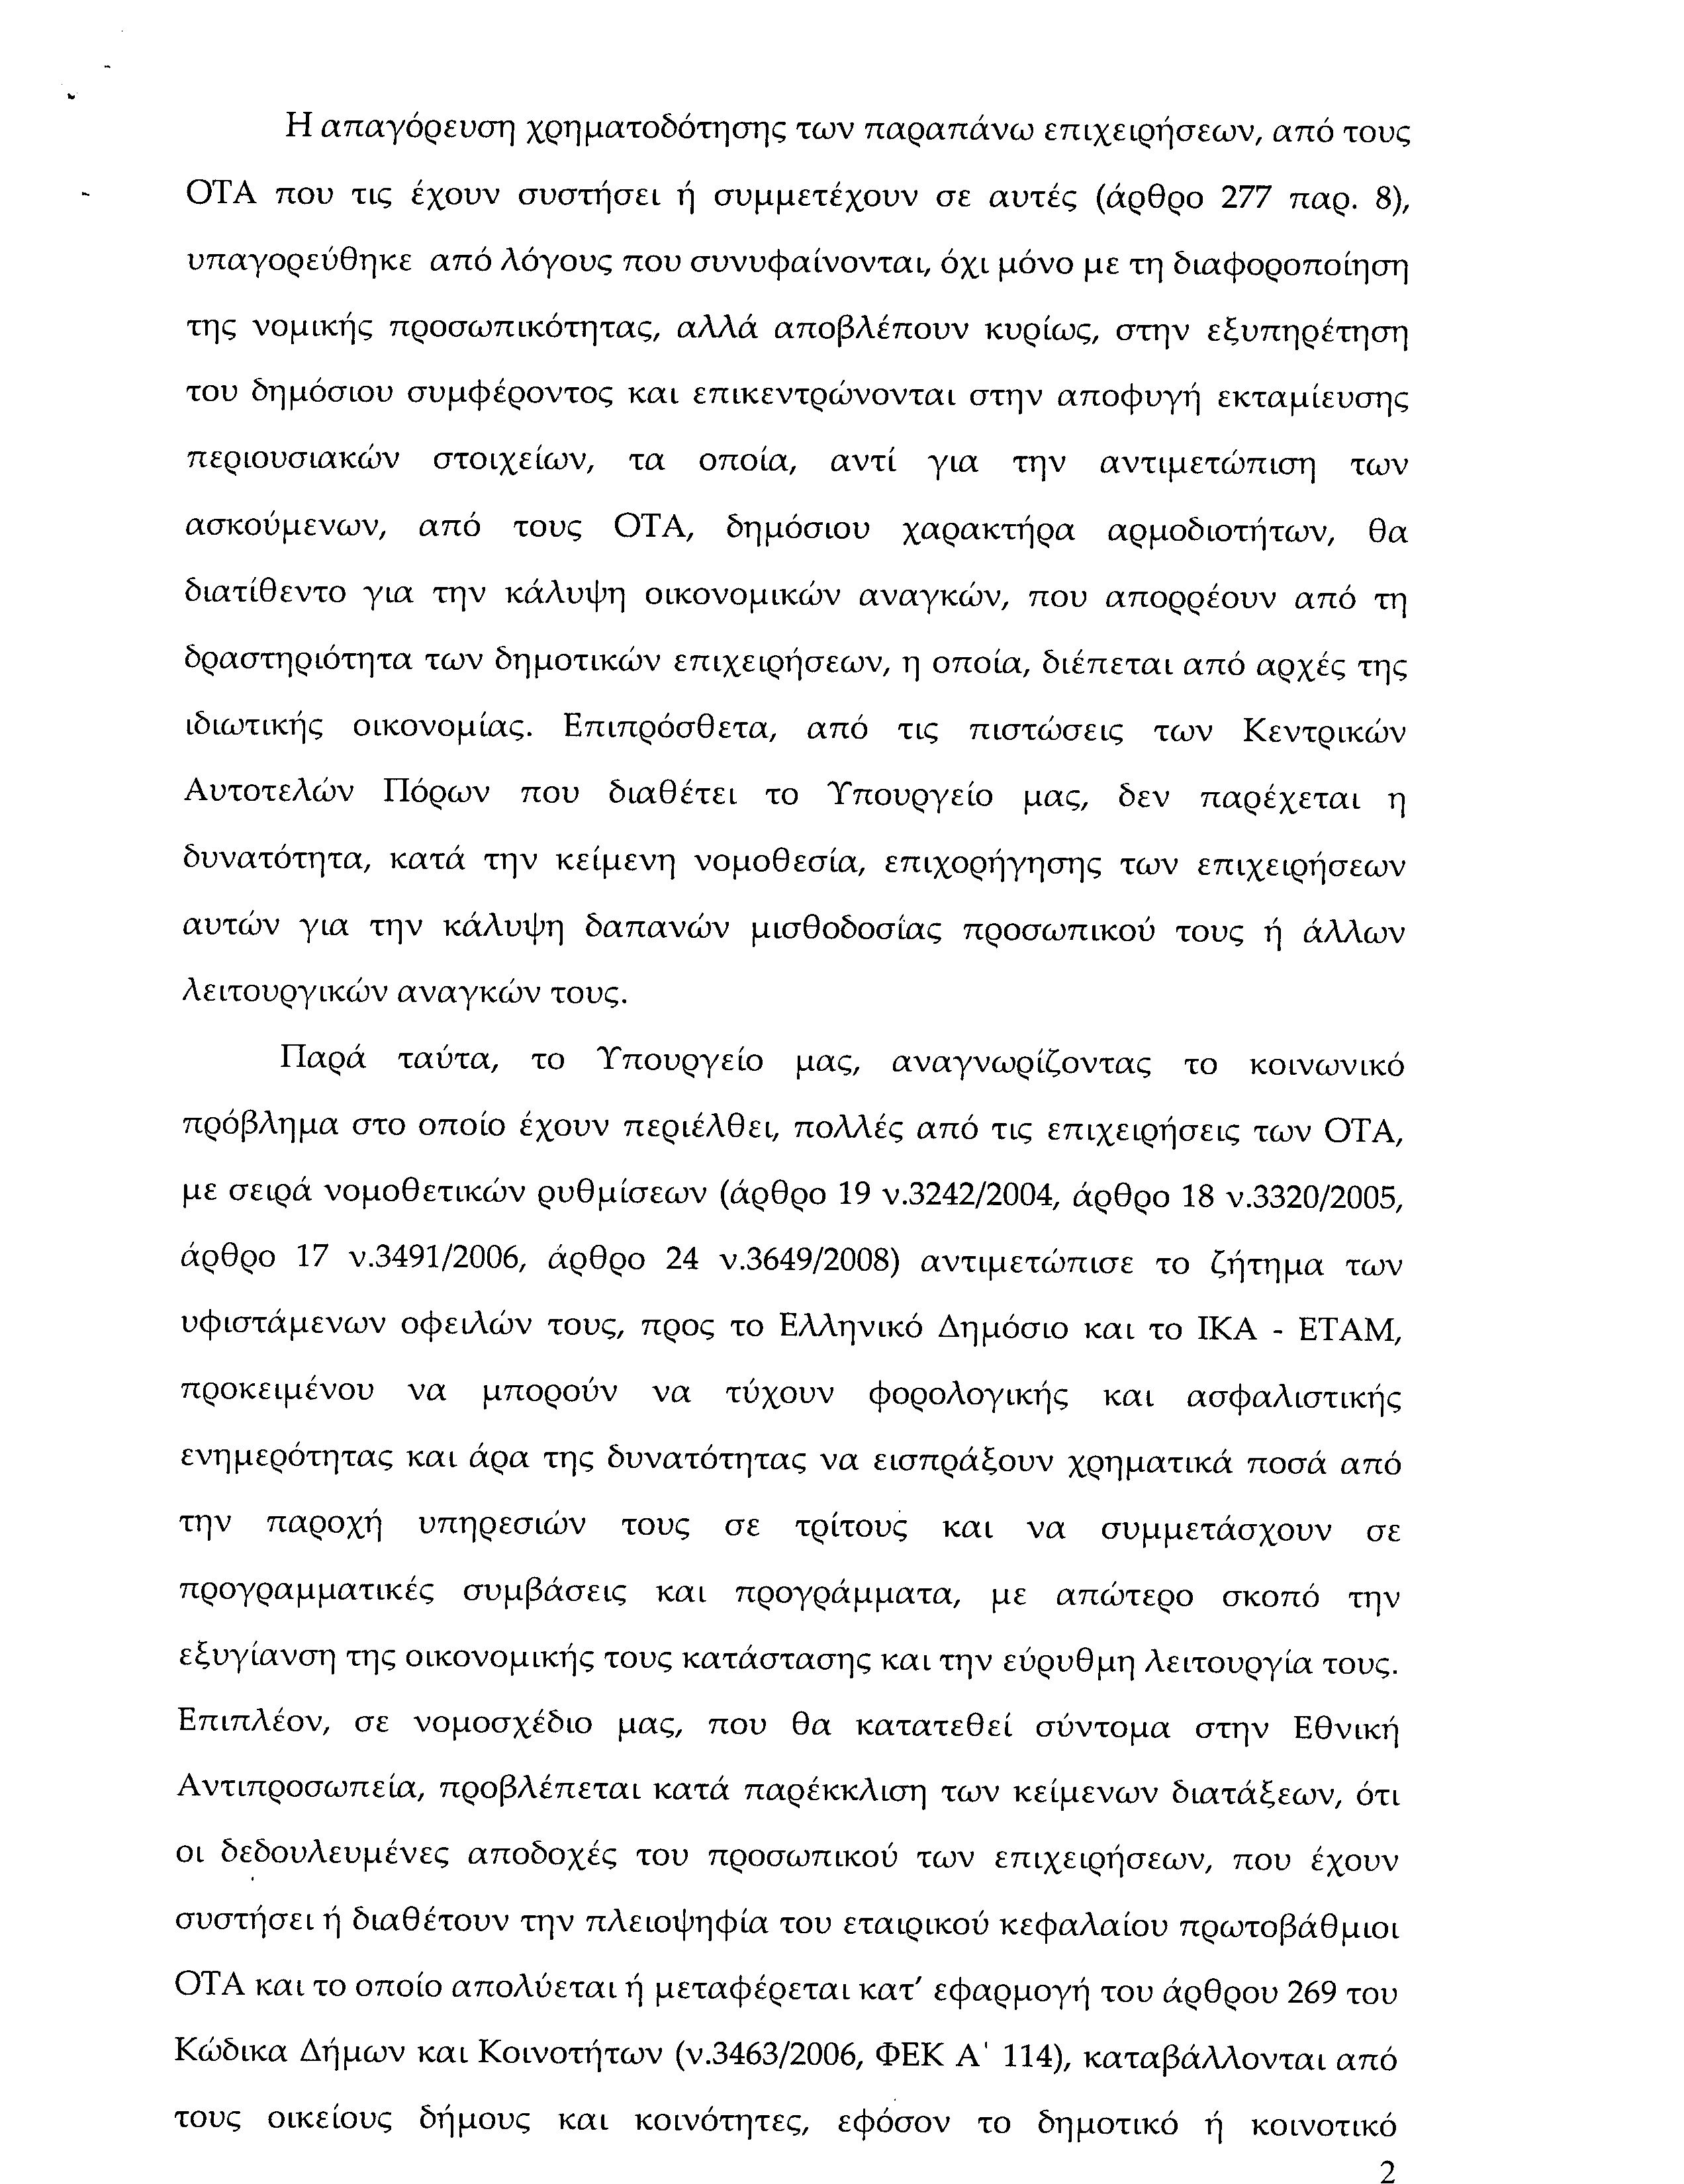 Η απαγόρευση χρηματοδότησης των παραπάνω επιχειρήσεων, από τους
ΟΤΑ που τις έχουν συστήσει ή συμμετέχουν σε αυτές (άρθρο 277 παρ. 8),
υπαγορεύθηκε από λόγους που συνυφαίνονται, όχι μόνο με τη διαφοροποίηση
της νομικής προσωπικότητας, αλλά αποβλέπουν κυρίως, στην εξυπηρέτηση
του δημόσιου συμφέροντος και επικεντρώνονται στην αποφυγή εκταμίευσης
περιουσιακών στοιχείων, τα οποία, αντί για την αντιμετώπιση των
ασκούμενων, από τους ΟΤΑ, δημόσιου χαρακτήρα αρμοδιοτήτων, θα
διατίθεντο για την κάλυψη οικονομικών αναγκών, που απορρέουν από τη
δραστηριότητα των δημοτικών επιχειρήσεων, η οποία, διέπεται από αρχές της
ιδιωτικής οικονομίας. Επιπρόσθετα, από τις πιστώσεις των Κεντρικών
Αυτοτελών Πόρων που διαθέτει το Υπουργείο μας, δεν παρέχεται η
δυνατότητα, κατά την κείμενη νομοθεσία, επιχορήγησης των επιχειρήσεων
αυτών για την κάλυψη δαπανών μισθοδοσίας προσωπικού τους ή άλλων
λειτουργικών αναγκών τους.
Παρά ταύτα, το Υπουργείο μας, αναγνωρίζοντας το κοινωνικό
πρόβλημα στο οποίο έχουν περιέλθει, πολλές από τις επιχειρήσεις των ΟΤΑ,
με σειρά νομοθετικών ρυθμίσεων (άρθρο 19 ν.3242/2004, άρθρο 18 ν.3320/2005,
άρθρο 17 ν.3491/2006, άρθρο 24 ν.3649/2008) αντιμετώπισε το ζήτημα των
υφιστάμενων οφειλών τους, προς το Ελληνικό Δημόσιο και το ΙΚΑ - ΕΤΑΜ,
προκειμένου να μπορούν να τύχουν φορολογικής και ασφαλιστικής
ενημερότητας και άρα της δυνατότητας να εισπράξουν χρηματικά ποσά από
την παροχή υπηρεσιών τους σε τρίτους και να συμμετάσχουν σε
προγραμματικές συμβάσεις και προγράμματα, με απώτερο σκοπό την
εξυγίανση της οικονομικής τους κατάστασης και την εύρυθμη λειτουργία τους.
Επιπλέον, σε νομοσχέδιο μας, που θα κατατεθεί σύντομα στην Εθνική
Αντιπροσωπεία, προβλέπεται κατά παρέκκλιση των κείμενων διατάξεων, ότι
οι δεδουλευμένες αποδοχές του προσωπικού των επιχειρήσεων, που έχουν
συστήσει ή διαθέτουν την πλειοψηφία του εταιρικού κεφαλαίου πρωτοβάθμιοι
ΟΤΑ και το οποίο απολύεται ή μεταφέρεται κατ' εφαρμογή του άρθρου 269 του
Κώδικα Δήμων και Κοινοτήτων (ν.3463/2006, ΦΕΚ Α' 114), καταβάλλονται από
τους οικείους δήμους και κοινότητες, εφόσον το δημοτικό ή κοινοτικό
2